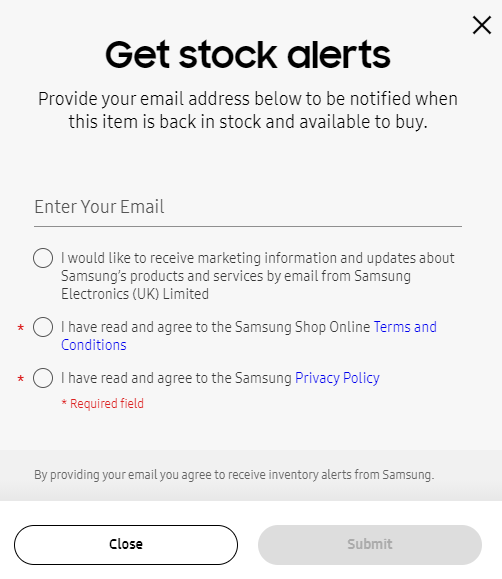 Get stock alerts
Provide your email address below to be notified when
this item is back in stock and available to buy.
Enter Your Email
I would like to receive marketing information and updates about
Samsung's products and services by email from Samsung
Electronics (UK) Limited
* I have read and agree to the Samsung Shop Online Terms and
Conditions
* I have read and agree to the Samsung Privacy Policy
* Required field
By providing your email you agree to receive inventory alerts from Samsung.
Close
Submit